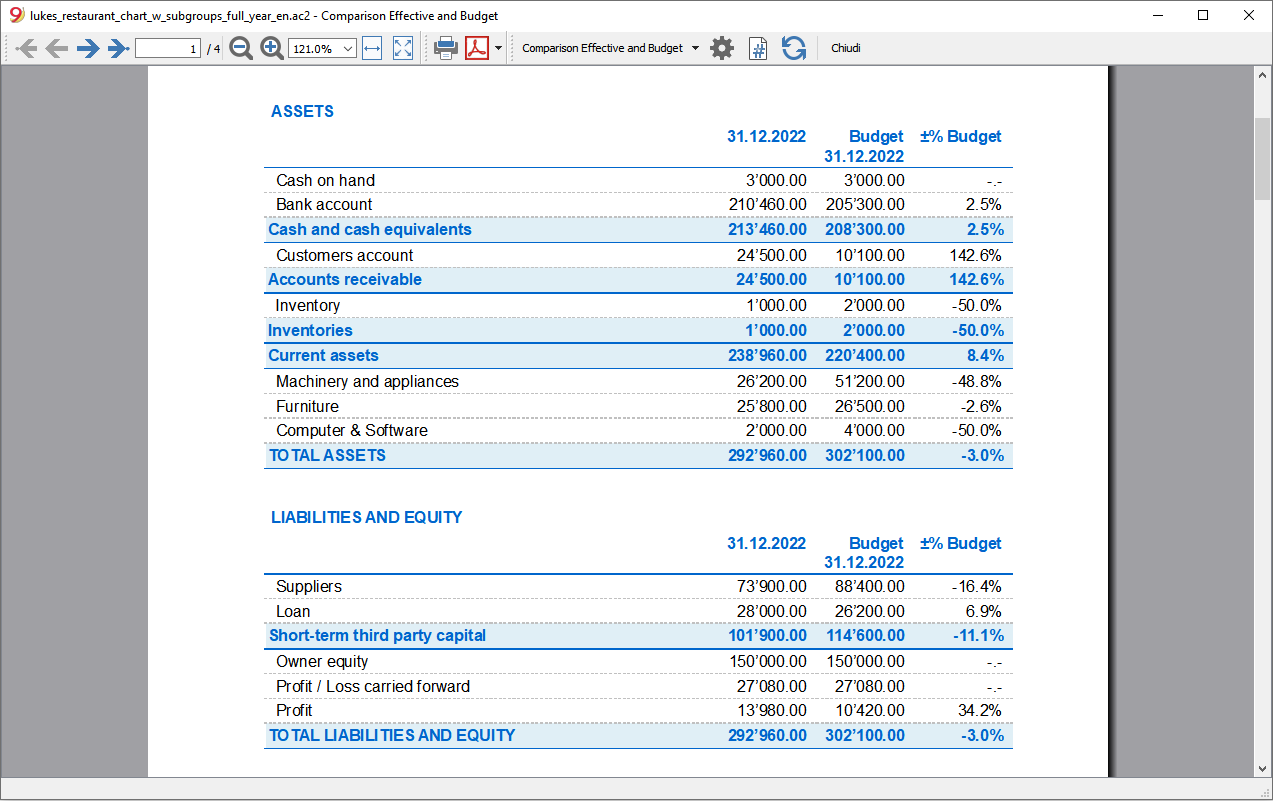 lukes_restaurant_chart_w_subgroups_full_year_en.ac2 - Comparison Effective and Budget
1 / 4 121.0% Comparison Effective and Budget Chiudi
ASSETS
31.12.2022 Budget 31.12.2022 ±% Budget
Cash on hand 3’000.00 3’000.00 -.-
Bank account 210’460.00 205’300.00 2.5%
Cash and cash equivalents 213’460.00 208’300.00 2.5%
Customers account 24’500.00 10’100.00 142.6%
Accounts receivable 24’500.00 10’100.00 142.6%
Inventory 1’000.00 2’000.00 -50.0%
Inventories 1’000.00 2’000.00 -50.0%
Current assets 238’960.00 220’400.00 8.4%
Machinery and appliances 26’200.00 51’200.00 -48.8%
Furniture 25’800.00 26’500.00 -2.6%
Computer & Software 2’000.00 4’000.00 -50.0%
TOTAL ASSETS 292’960.00 302’100.00 -3.0%
LIABILITIES AND EQUITY
31.12.2022 Budget 31.12.2022 ±% Budget
Suppliers 73’900.00 88’400.00 -16.4%
Loan 28’000.00 26’200.00 6.9%
Short-term third party capital 101’900.00 114’600.00 -11.1%
Owner equity 150’000.00 150’000.00 -.-
Profit / Loss carried forward 27’080.00 27’080.00 -.-
Profit 13’980.00 10’420.00 34.2%
TOTAL LIABILITIES AND EQUITY 292’960.00 302’100.00 -3.0%